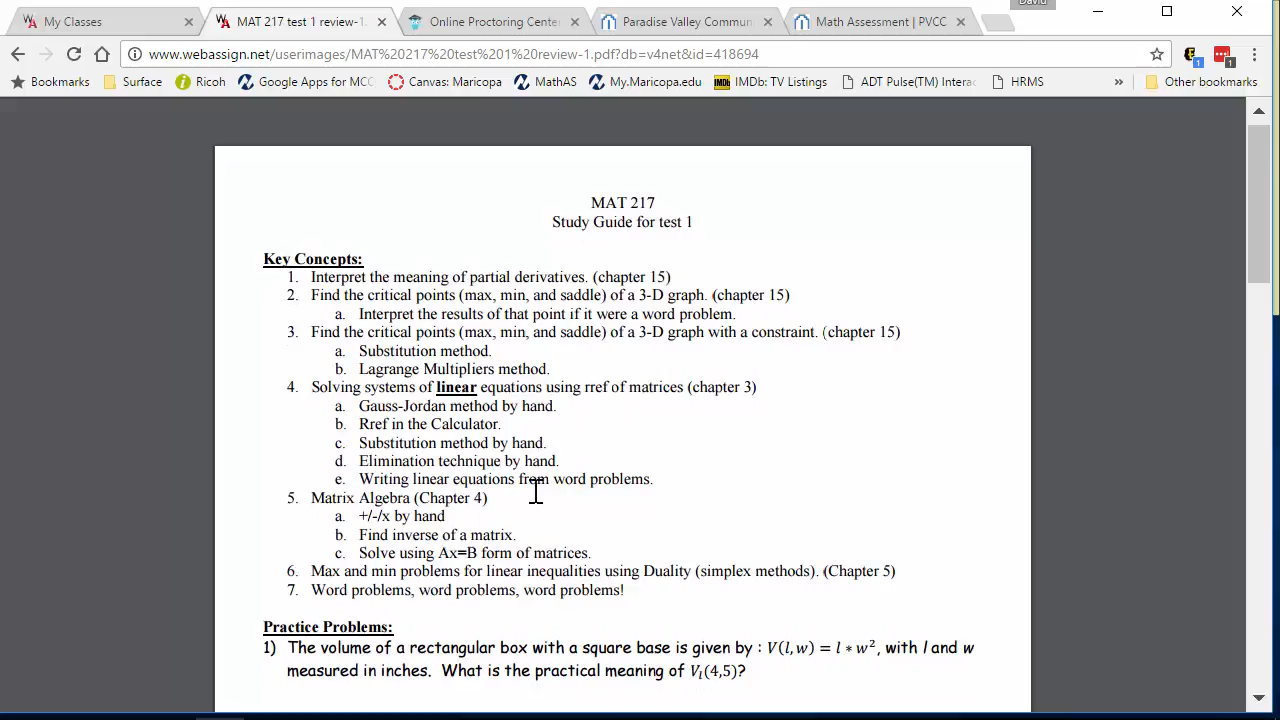 David
My Classes
MAT 217 test 1 review-1.
Online Proctoring Cente
Paradise Valley Commun
Math Assessment | PVCC
www.webassign.net/userimages/MAT%20217%20test%201%20review-1.pdf?db=v4net&id=418694
1
1
Bookmarks
Surface
Ricoh
Google Apps for MCC
Canvas: Maricopa
MathAS
My.Maricopa.edu
IMDb: TV Listings
ADT Pulse(TM) Interac
HRMS
»
Other bookmarks
MAT 217
Study Guide for test 1
Key Concepts:
1. Interpret the meaning of partial derivatives. (chapter 15)
2. Find the critical points (max, min, and saddle) of a 3-D graph. (chapter 15)
a. Interpret the results of that point if it were a word problem.
3. Find the critical points (max, min, and saddle) of a 3-D graph with a constraint. (chapter 15)
a. Substitution method.
b. Lagrange Multipliers method.
4. Solving systems of linear equations using rref of matrices (chapter 3)
a. Gauss-Jordan method by hand.
b. Rref in the Calculator.
c. Substitution method by hand.
d. Elimination technique by hand.
e. Writing linear equations from word problems.
5. Matrix Algebra (Chapter 4)
a. +/-/x by hand
b. Find inverse of a matrix.
c. Solve using Ax=B form of matrices.
6. Max and min problems for linear inequalities using Duality (simplex methods). (Chapter 5)
7. Word problems, word problems, word problems!
Practice Problems:
1) The volume of a rectangular box with a square base is given by : V(l, w) = l ∗ w², with l and w
measured in inches. What is the practical meaning of Vₗ(4,5)?